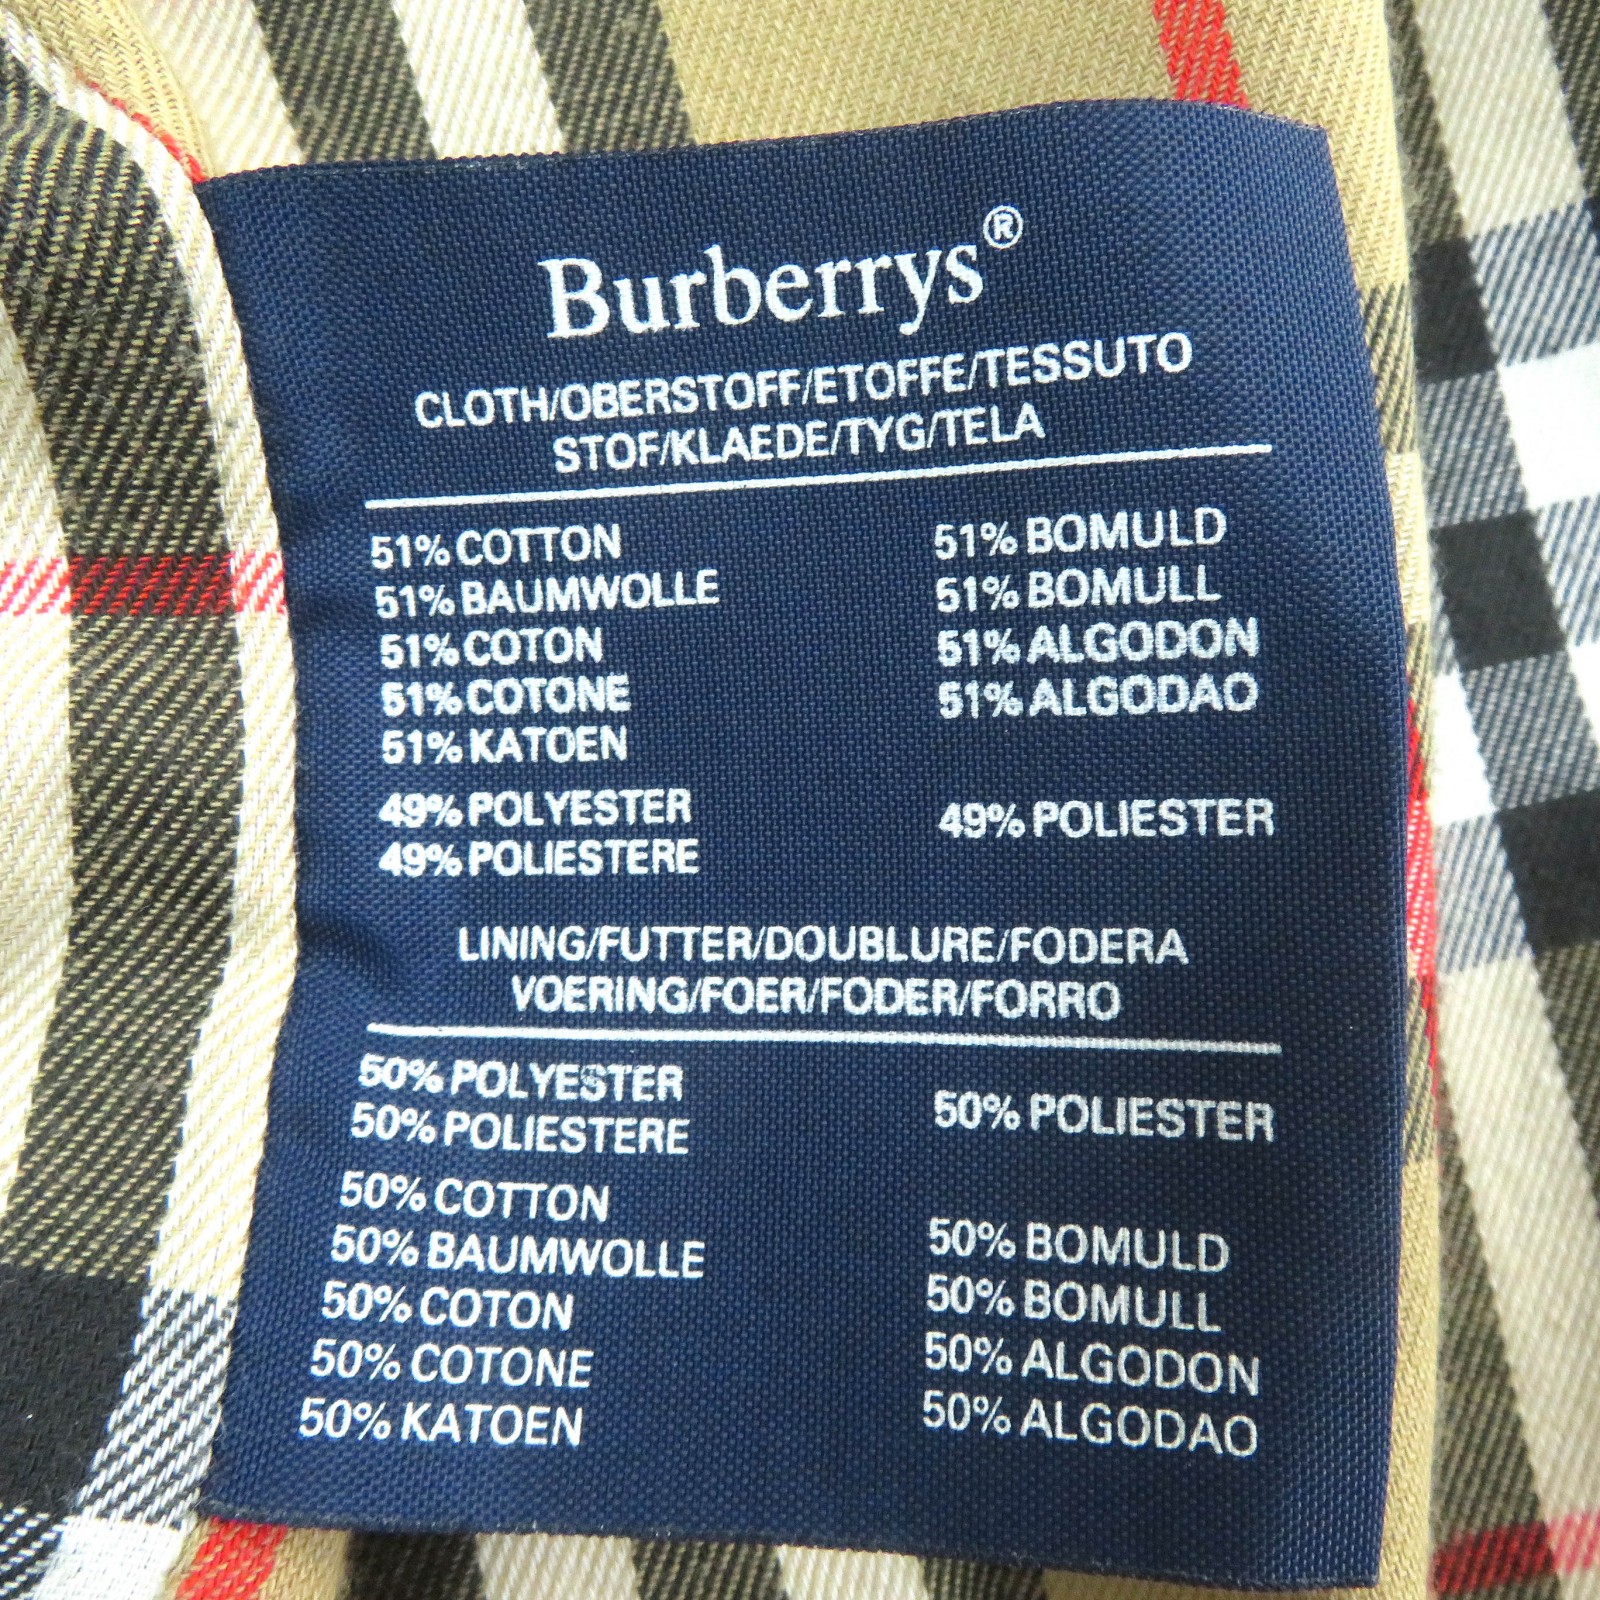 Burberrys®
CLOTH/OBERSTOFF/ETOFFE/TESSUTO
STOF/KLAEDE/TYG/TELA
51% COTTON
51% BAUMWOLLE
51% COTON
51% COTONE
51% KATOEN
51% BOMULD
51% BOMULL
51% ALGODON
51% ALGODAO
49% POLYESTER
49% POLIESTERE
49% POLIESTER
LINING/FUTTER/DOUBLURE/FODERA
VOERING/FOER/FODER/FORRO
50% POLYESTER
50% POLIESTERE
50% POLIESTER
50% COTTON
50% BAUMWOLLE
50% COTON
50% COTONE
50% KATOEN
50% BOMULD
50% BOMULL
50% ALGODON
50% ALGODAO